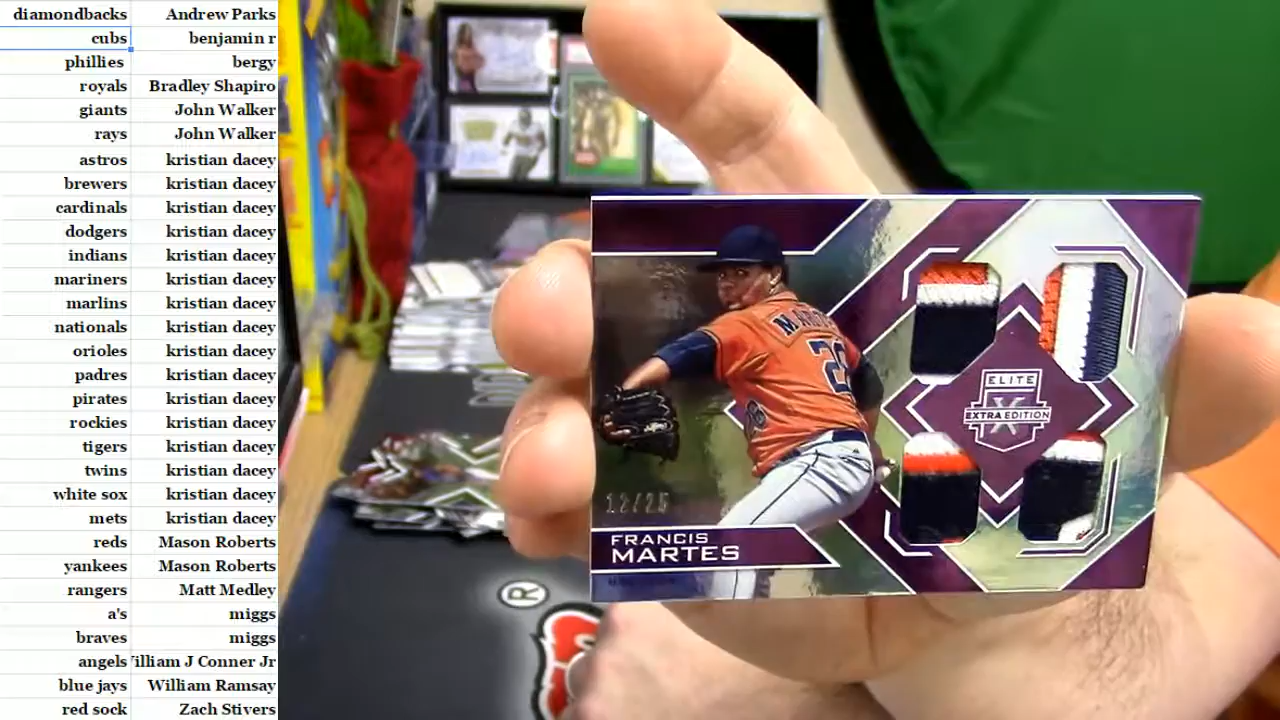 diamondbacks Andrew Parks
cubs benjamin r
phillies bergy
royals Bradley Shapiro
giants John Walker
rays John Walker
astros kristian dacey
brewers kristian dacey
cardinals kristian dacey
dodgers kristian dacey
indians kristian dacey
mariners kristian dacey
marlins kristian dacey
nationals kristian dacey
orioles kristian dacey
padres kristian dacey
pirates kristian dacey
rockies kristian dacey
tigers kristian dacey
twins kristian dacey
white sox kristian dacey
mets kristian dacey
reds Mason Roberts
yankees Mason Roberts
rangers Matt Medley
a's miggs
braves miggs
angels illiam J Conner Jr
blue jays William Ramsay
red sock Zach Stivers
ELITE
X
EXTRA EDITION
12/25
FRANCIS
MARTES
®